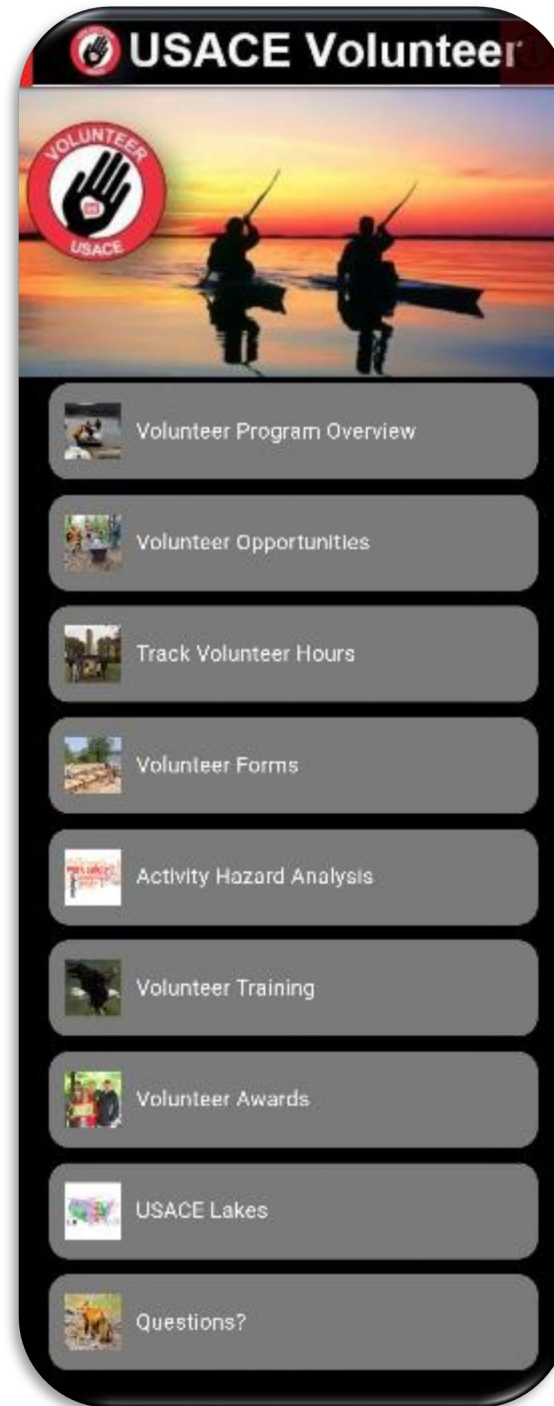 USACE Volunteer
VOLUNTEER
USACE
Volunteer Program Overview
Volunteer Opportunities
Track Volunteer Hours
Volunteer Forms
Activity Hazard Analysis
Volunteer Training
Volunteer Awards
USACE Lakes
Questions?